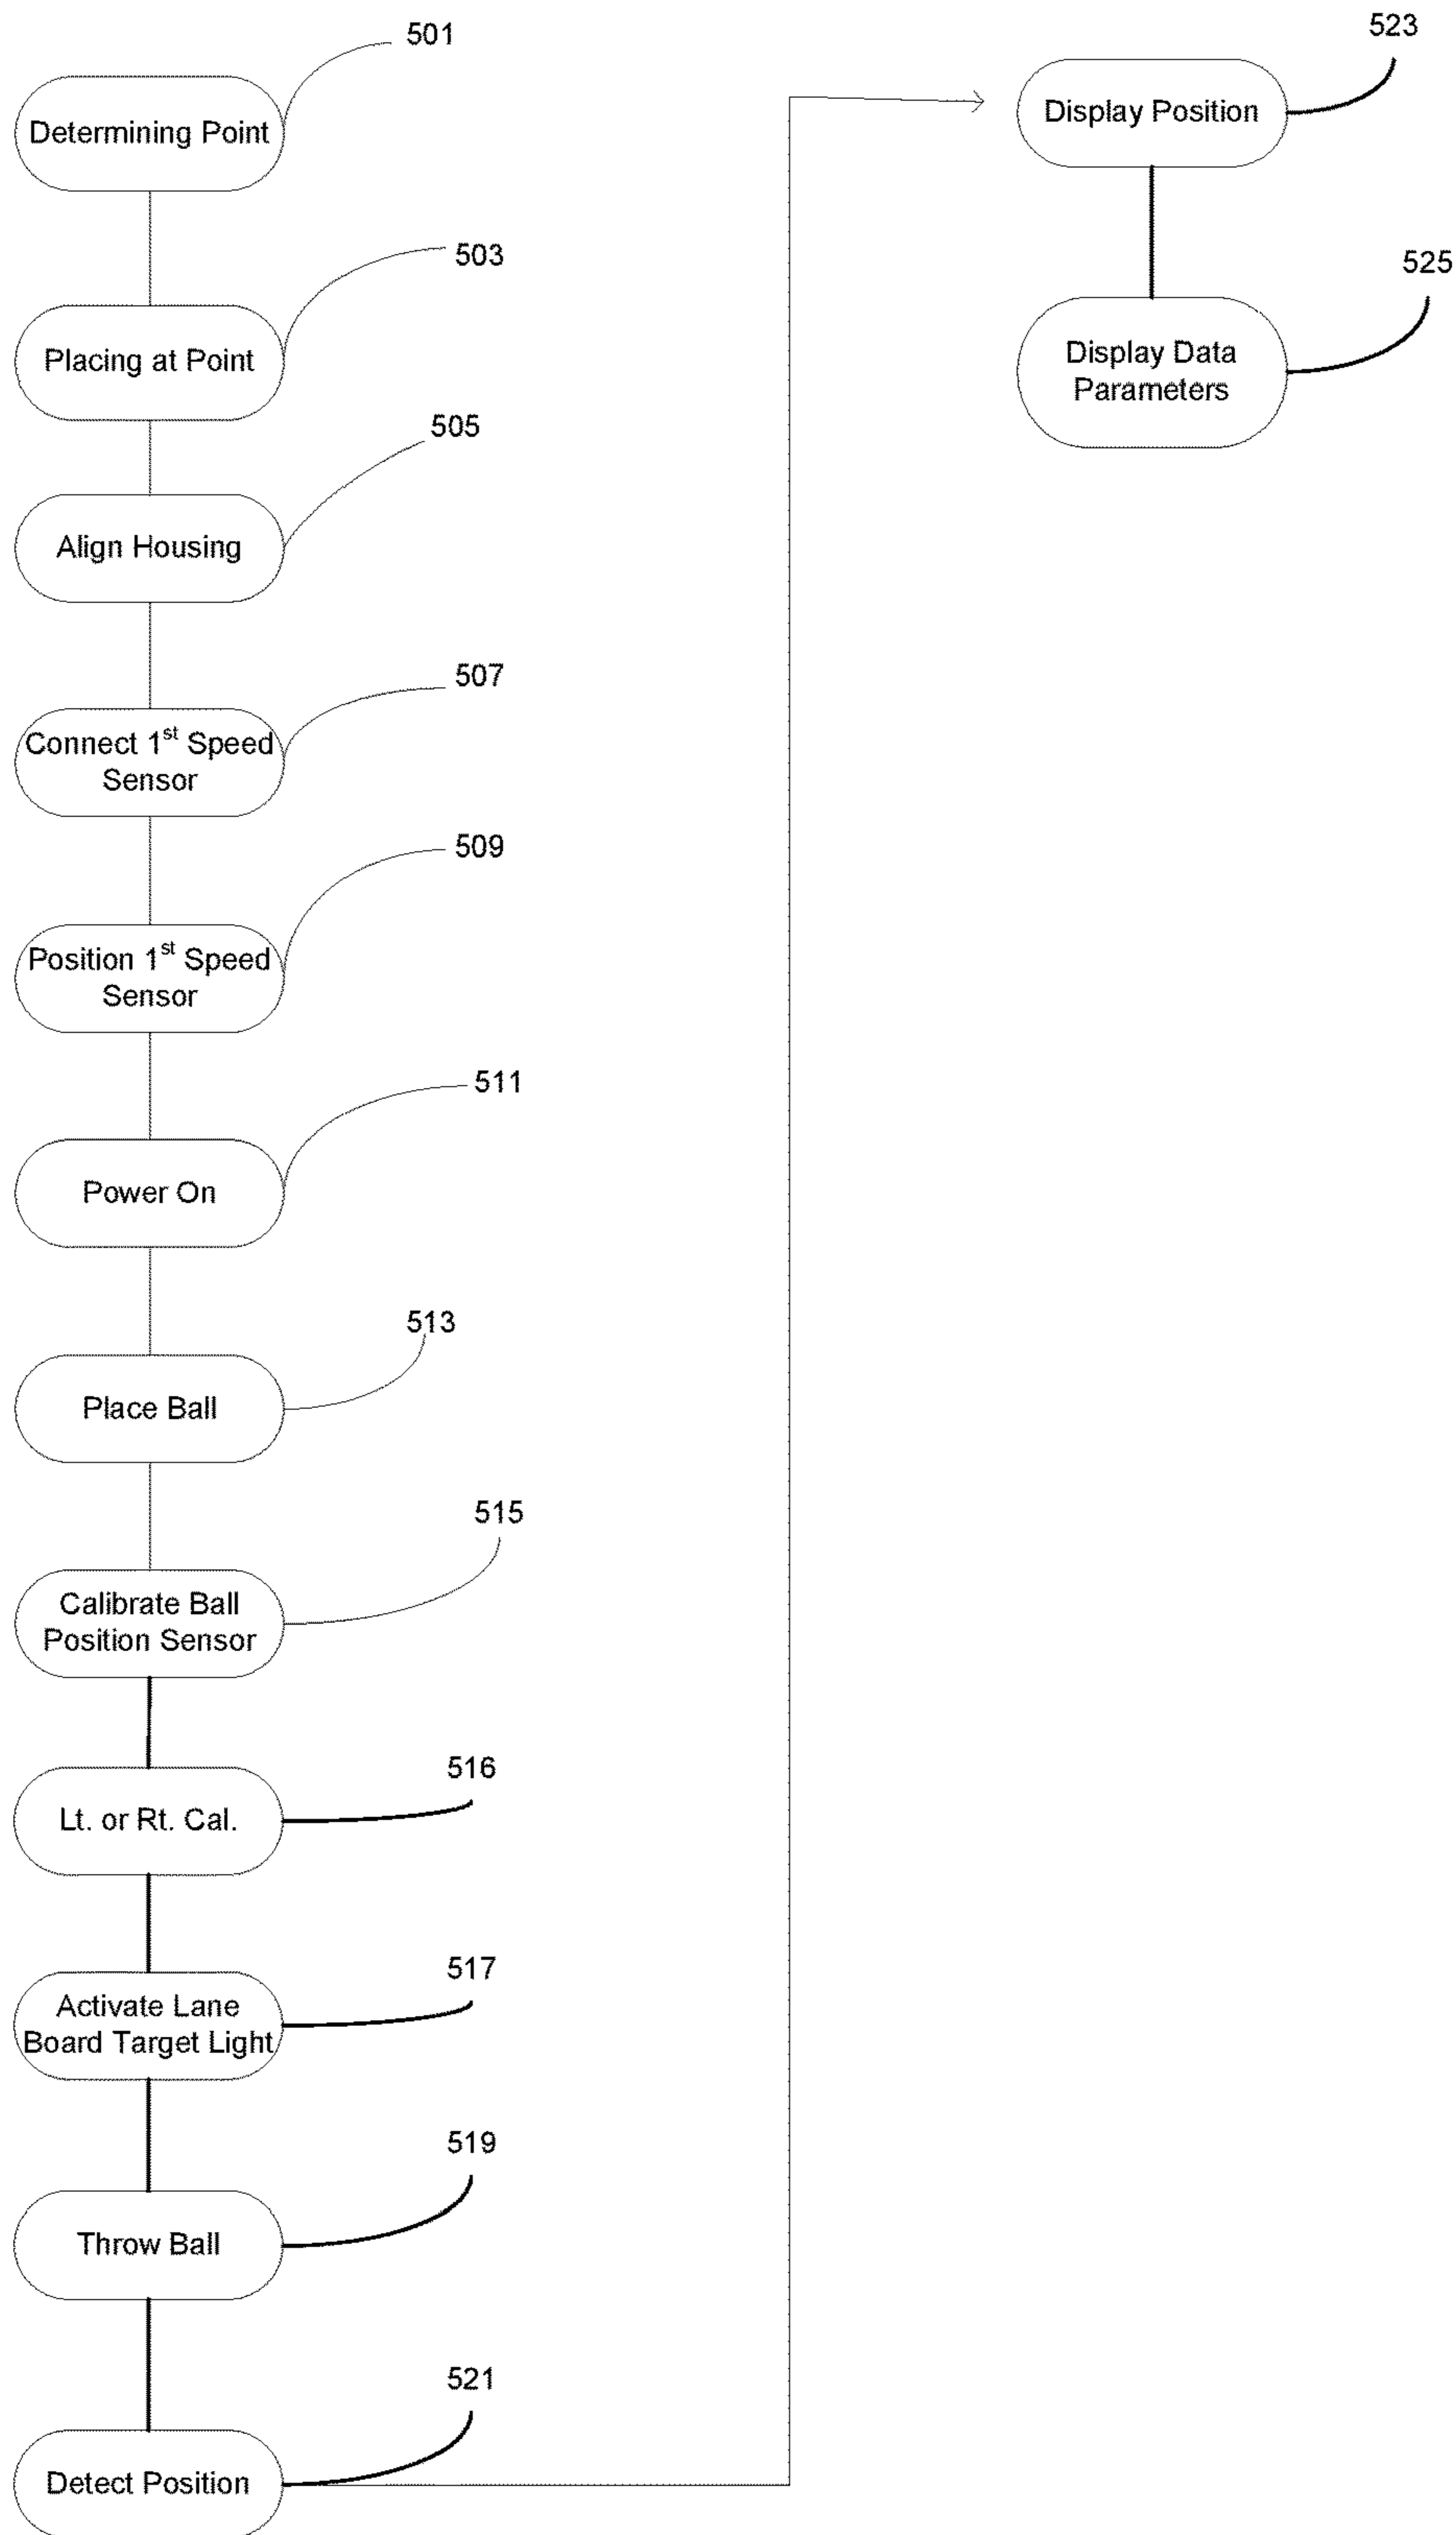 501
Determining Point
503
Placing at Point
505
Align Housing
507
Connect 1st Speed
Sensor
509
Position 1st Speed
Sensor
511
Power On
513
Place Ball
515
Calibrate Ball
Position Sensor
516
Lt. or Rt. Cal.
517
Activate Lane
Board Target Light
519
Throw Ball
521
Detect Position
523
Display Position
525
Display Data
Parameters